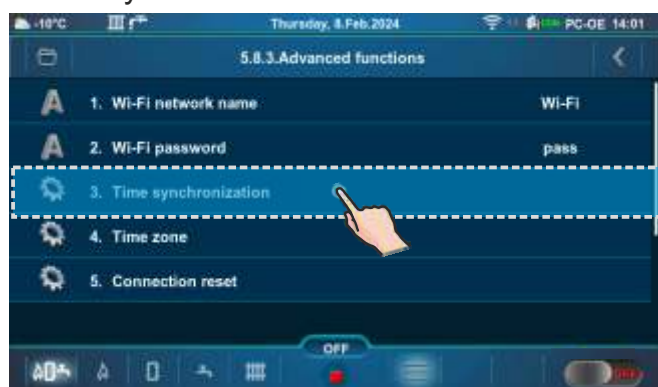 -10°C Thursday, 8.Feb.2024 PC-OE 14:01
5.8.3.Advanced functions
A 1. Wi-Fi network name Wi-Fi
A 2. Wi-Fi password pass
3. Time synchronization
4. Time zone
5. Connection reset
OFF